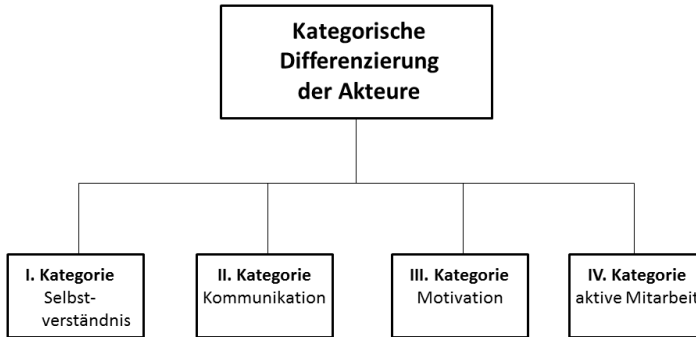 Kategorische
Differenzierung
der Akteure
I. Kategorie
Selbst-
verständnis
II. Kategorie
Kommunikation
III. Kategorie
Motivation
IV. Kategorie
aktive Mitarbeit